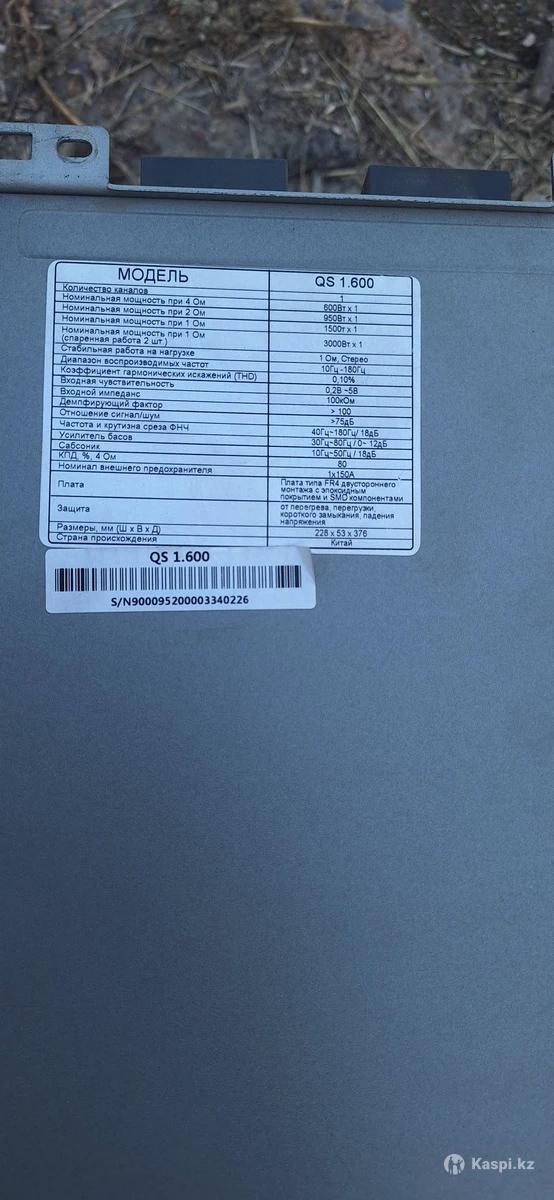 МОДЕЛЬ QS 1.600
Количество каналов 1
Номинальная мощность при 4 Ом 600Вт x 1
Номинальная мощность при 2 Ом 950Вт x 1
Номинальная мощность при 1 Ом 1500т x 1
Номинальная мощность при 1 Ом
(спаренная работа 2 шт.) 3000Вт x 1
Стабильная работа на нагрузке 1 Ом, Стерео
Диапазон воспроизводимых частот 10Гц -180Гц
Коэффициент гармонических искажений (THD) 0,10%
Входная чувствительность 0,2В ~5В
Входной импеданс 100кОм
Демпфирующий фактор > 100
Отношение сигнал/шум >75дБ
Частота и крутизна среза ФНЧ 40Гц~180Гц/ 18дБ
Усилитель басов 30Гц~80Гц / 0~ 12дБ
Сабсоник 10Гц~50Гц / 18дБ
КПД, %, 4 Ом 80
Номинал внешнего предохранителя 1x150А
Плата Плата типа FR4 двустороннего
монтажа с эпоксидным
покрытием и SMD компонентами
Защита от перегрева, перегрузки,
короткого замыкания, падения
напряжения
Размеры, мм (Ш x В x Д) 228 x 53 x 376
Страна происхождения Китай
QS 1.600
S/N900095200003340226
Kaspi.kz